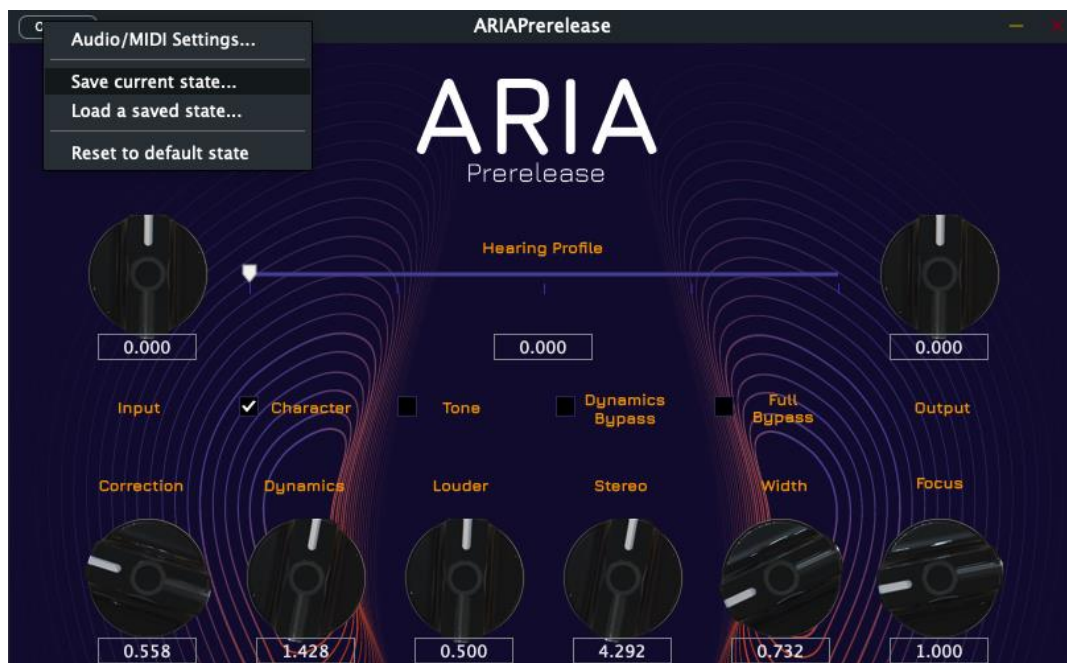 ARIAPrerelease
Audio/MIDI Settings...
Save current state...
Load a saved state...
Reset to default state
ARIA
Prerelease
Hearing Profile
0.000
0.000
0.000
Input
Character
Tone
Dynamics
Bypass
Full
Bypass
Output
Correction
Dynamics
Louder
Stereo
Width
Focus
0.558
1.428
0.500
4.292
0.732
1.000